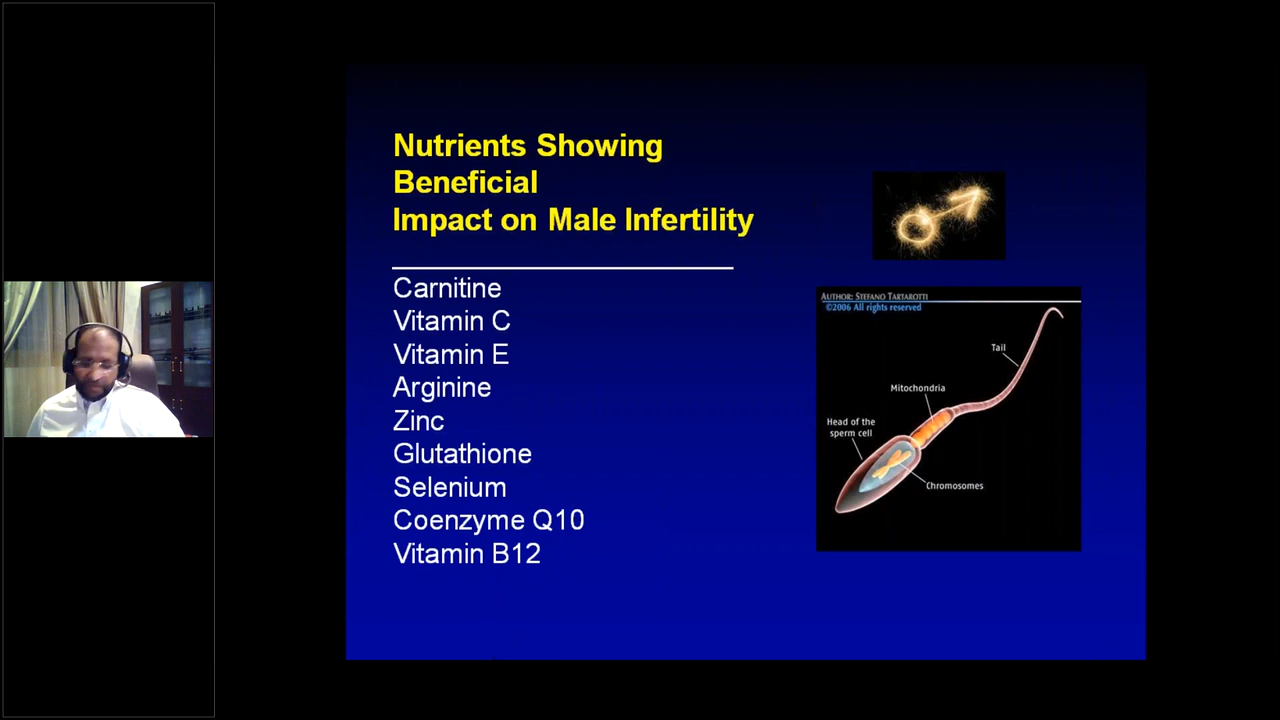 Nutrients Showing
Beneficial
Impact on Male Infertility
Carnitine
Vitamin C
Vitamin E
Arginine
Zinc
Glutathione
Selenium
Coenzyme Q10
Vitamin B12
AUTHOR: STEFANO TARTAROTTI
©2006 All rights reserved
Tail
Mitochondria
Head of the
sperm cell
Chromosomes